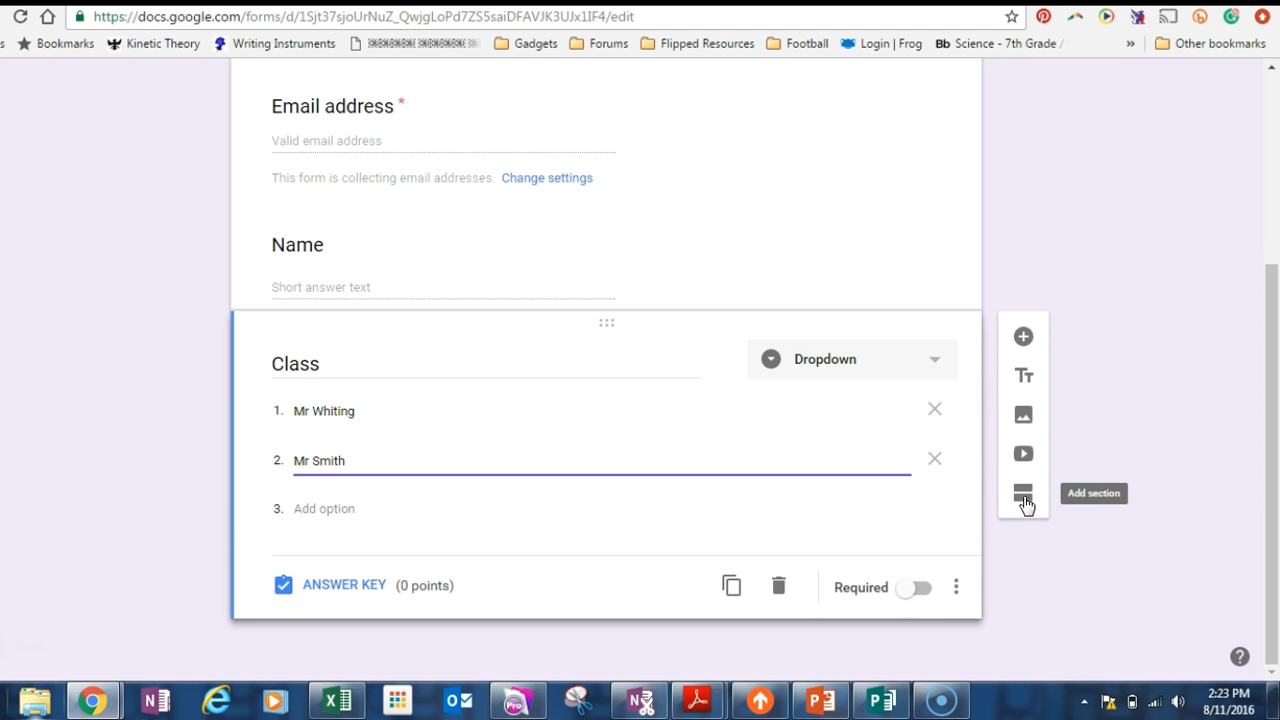 https://docs.google.com/forms/d/1Sjt37sjoUrNuZ_QwjgLoPd7ZS5saiDFAVJK3UJx1IF4/edit
s Bookmarks Kinetic Theory Writing Instruments Gadgets Forums Flipped Resources Football Login | Frog Bb Science - 7th Grade / » Other bookmarks
Email address *
Valid email address
This form is collecting email addresses. Change settings
Name
Short answer text
Class
Dropdown
1. Mr Whiting
2. Mr Smith
Add section
3. Add option
ANSWER KEY (0 points)
Required
2:23 PM
8/11/2016